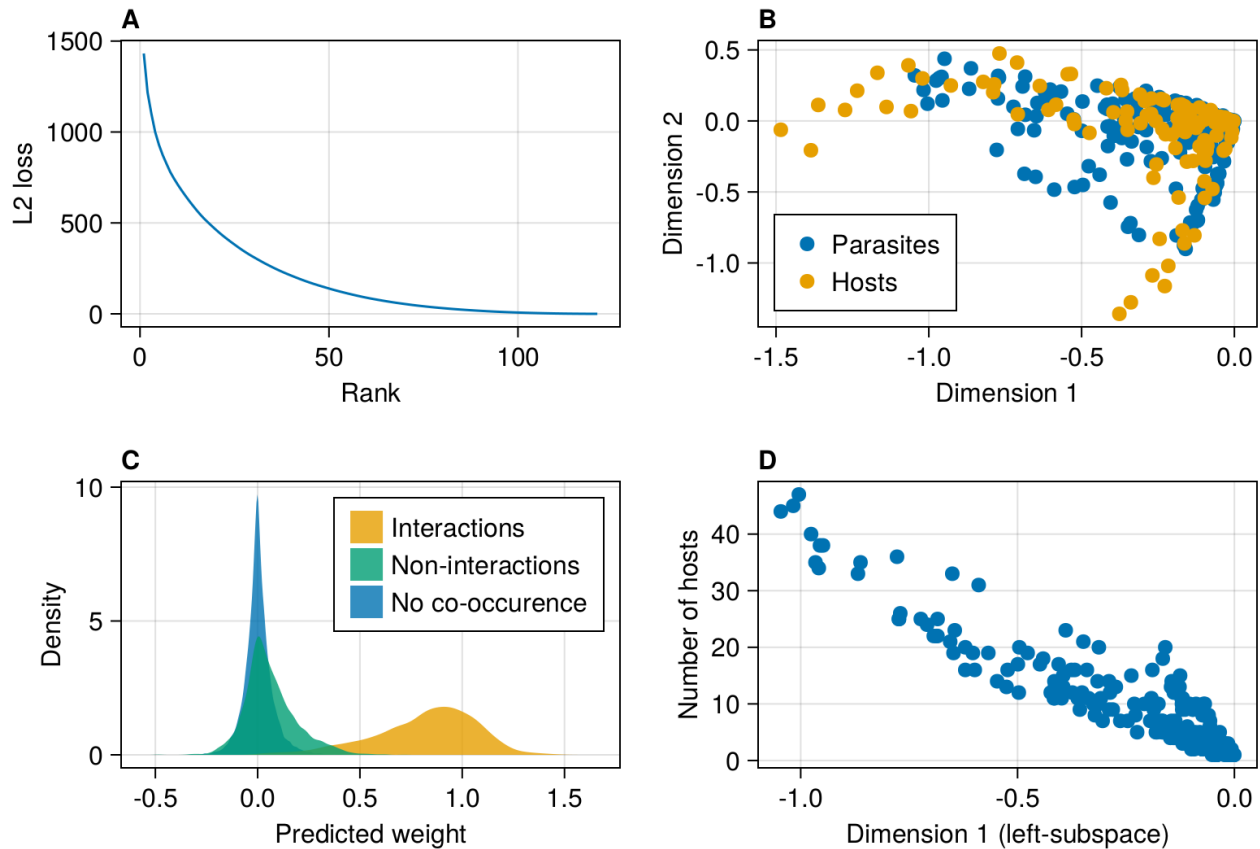 A
1500
1000
500
0
L2 loss
0
50
100
Rank
B
0.5
0.0
-0.5
-1.0
Dimension 2
Parasites
Hosts
-1.5
-1.0
-0.5
0.0
Dimension 1
C
10
5
0
Density
Interactions
Non-interactions
No co-occurence
-0.5
0.0
0.5
1.0
1.5
Predicted weight
D
40
30
20
10
0
Number of hosts
-1.0
-0.5
0.0
Dimension 1 (left-subspace)